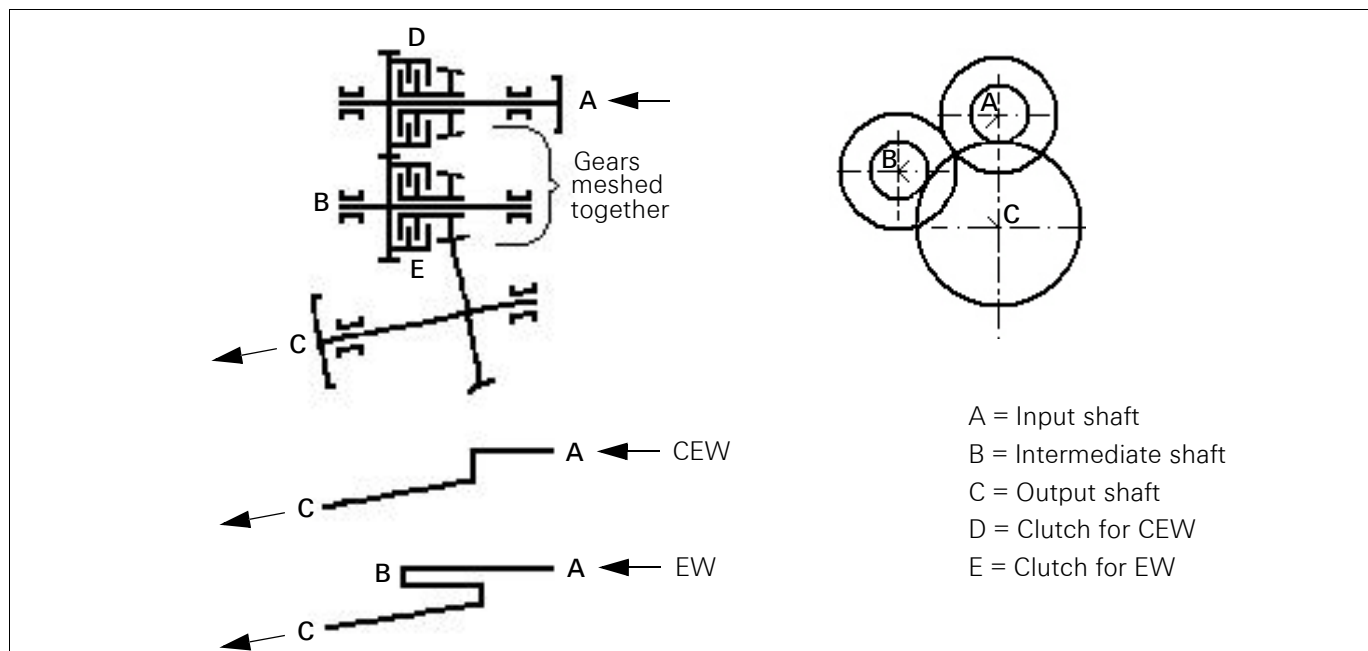 D
A
Gears
meshed
together
B
E
C
A
B
C
A CEW
C
B A EW
C
A = Input shaft
B = Intermediate shaft
C = Output shaft
D = Clutch for CEW
E = Clutch for EW